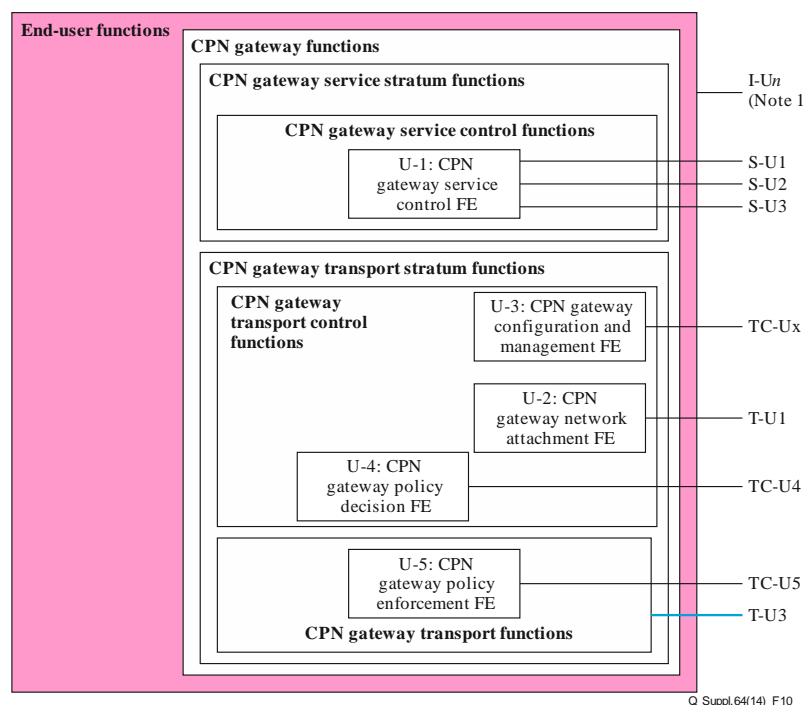 End-user functions
CPN gateway functions
CPN gateway service stratum functions
I-Un
(Note 1
CPN gateway service control functions
U-1: CPN
gateway service
control FE
S-U1
S-U2
S-U3
CPN gateway transport stratum functions
CPN gateway
transport control
functions
U-3: CPN gateway
configuration and
management FE
TC-Ux
U-2: CPN
gateway network
attachment FE
T-U1
U-4: CPN
gateway policy
decision FE
TC-U4
U-5: CPN
gateway policy
enforcement FE
TC-U5
T-U3
CPN gateway transport functions
Q Suppl.64(14)_F10